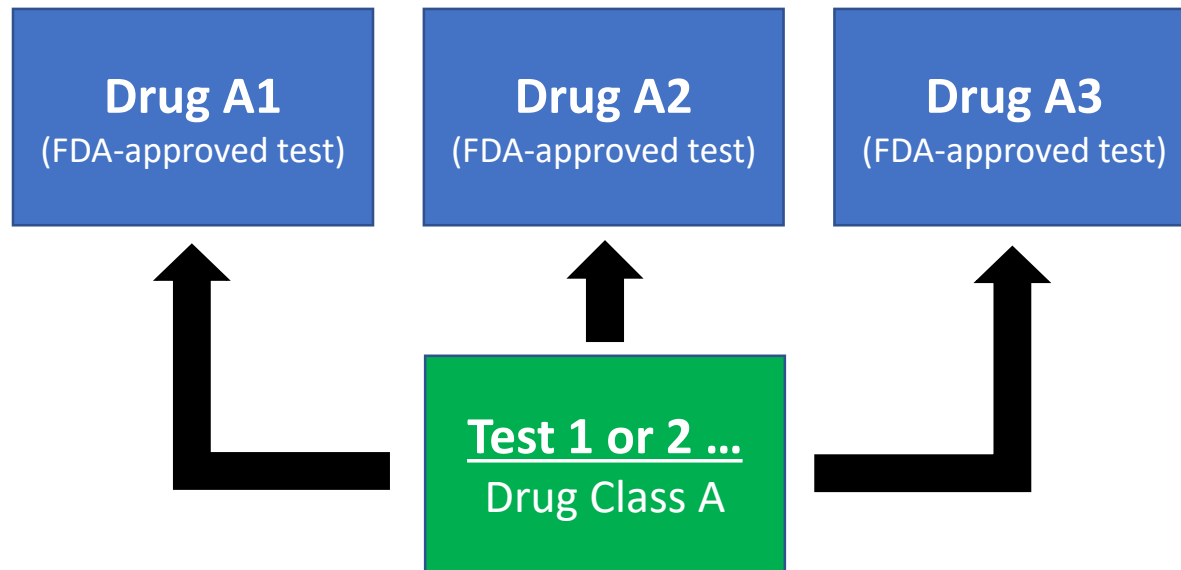 Drug A1
(FDA-approved test)
Drug A2
(FDA-approved test)
Drug A3
(FDA-approved test)
Test 1 or 2 ...
Drug Class A